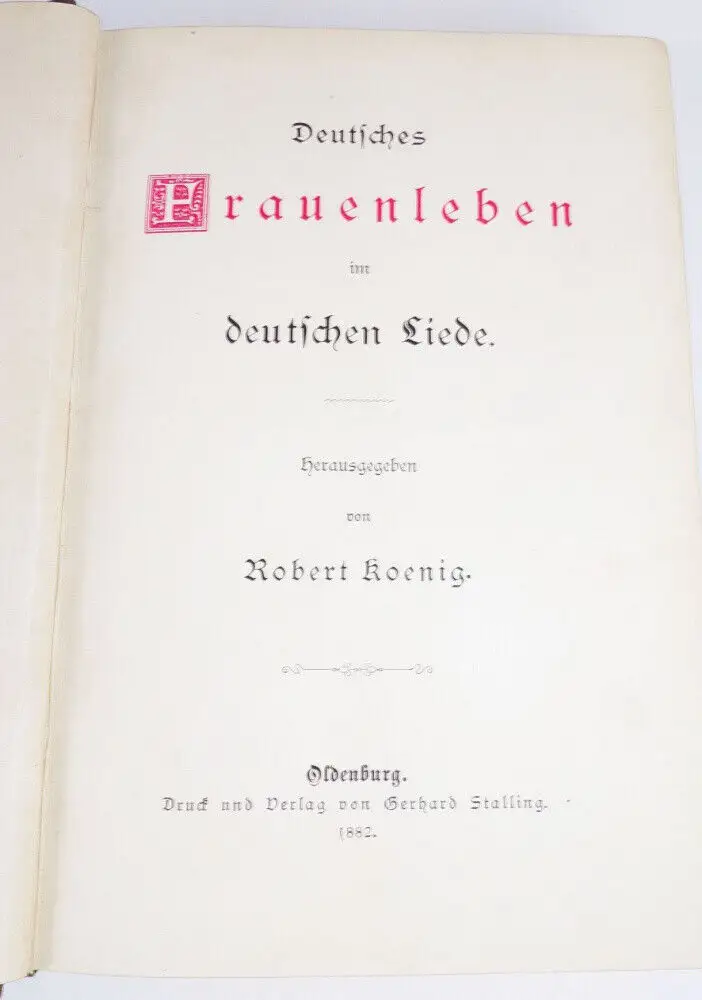 Deutſches
Frauenleben
im
deutſchen Liede.
Herausgegeben
von
Robert Koenig.
Oldenburg.
Druck und Verlag von Gerhard Stalling.
1882.